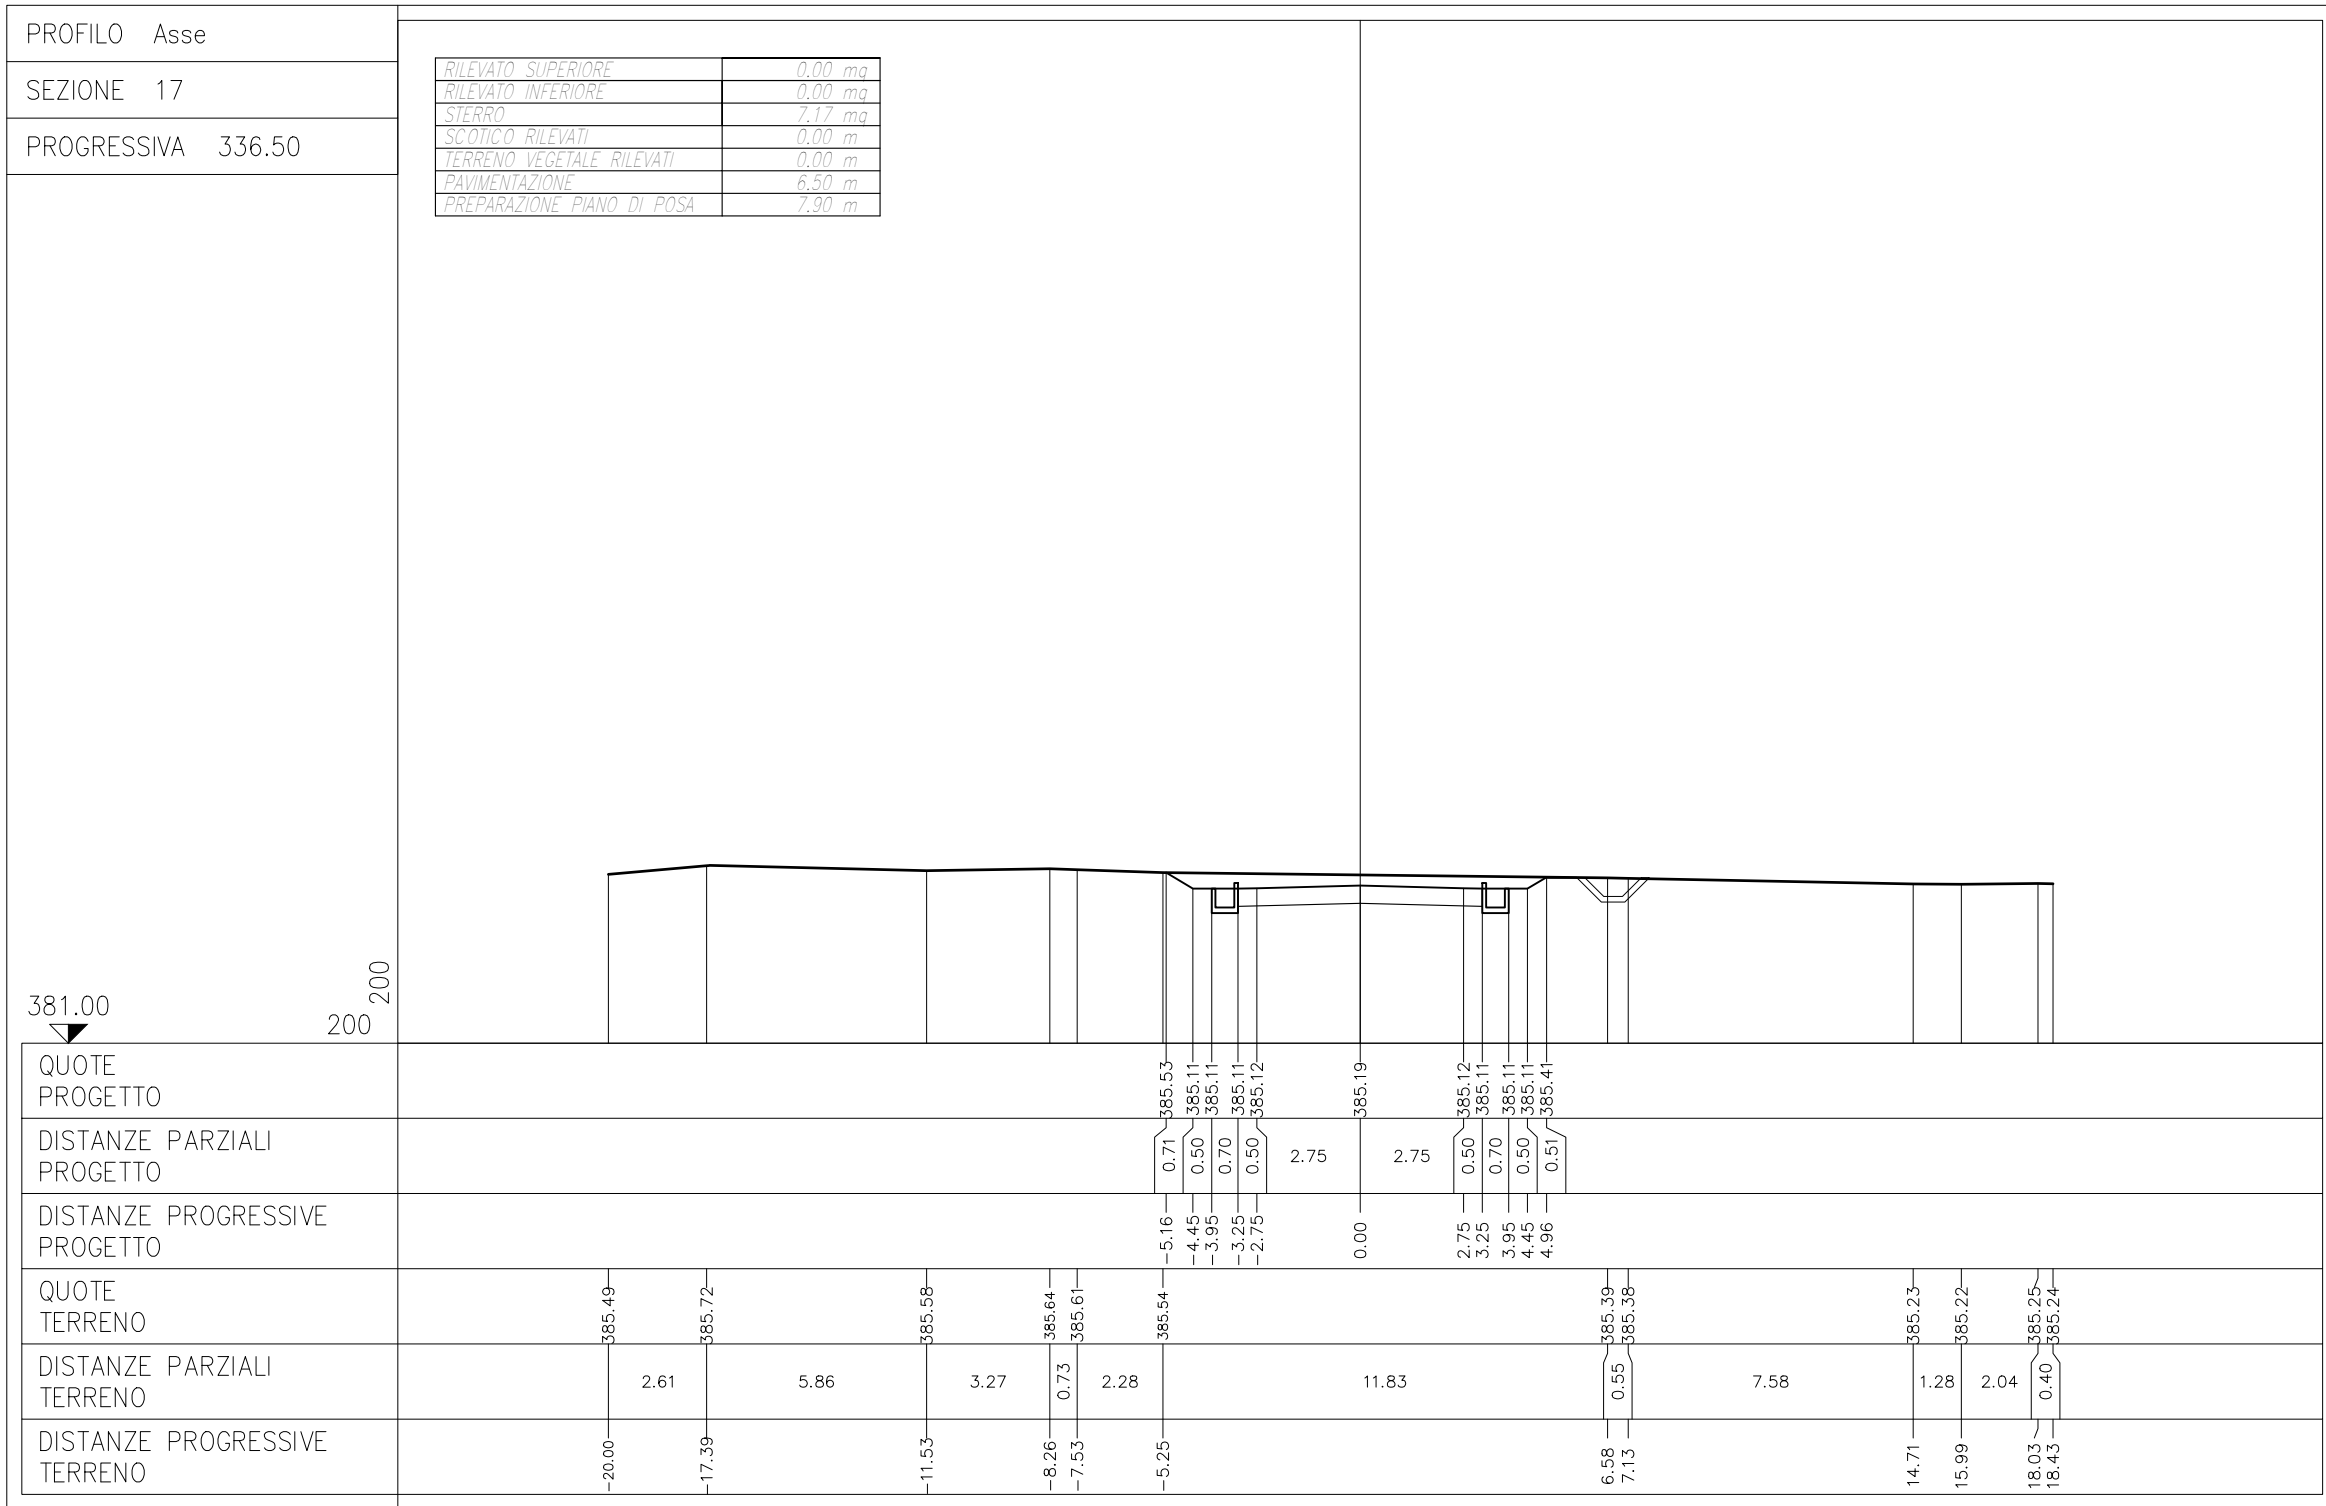 PROFILO Asse
SEZIONE 17
PROGRESSIVA 336.50
RILEVATO SUPERIORE 0.00 mq
RILEVATO INFERIORE 0.00 mq
STERRO 7.17 mq
SCOTICO RILEVATI 0.00 m
TERRENO VEGETALE RILEVATI 0.00 m
PAVIMENTAZIONE 6.50 m
PREPARAZIONE PIANO DI POSA 7.90 m
381.00
200
200
QUOTE
PROGETTO
385.53 385.11 385.11 385.11 385.12 385.19 385.12 385.11 385.11 385.11 385.41
DISTANZE PARZIALI
PROGETTO
0.71 0.50 0.70 0.50 2.75 2.75 0.50 0.70 0.50 0.51
DISTANZE PROGRESSIVE
PROGETTO
-5.16 -4.45 -3.95 -3.25 -2.75 0.00 2.75 3.25 3.95 4.45 4.96
QUOTE
TERRENO
385.49 385.72 385.58 385.64 385.61 385.54 385.39 385.38 385.23 385.22 385.25 385.24
DISTANZE PARZIALI
TERRENO
2.61 5.86 3.27 0.73 2.28 11.83 0.55 7.58 1.28 2.04 0.40
DISTANZE PROGRESSIVE
TERRENO
-20.00 -17.39 -11.53 -8.26 -7.53 -5.25 6.58 7.13 14.71 15.99 18.03 18.43